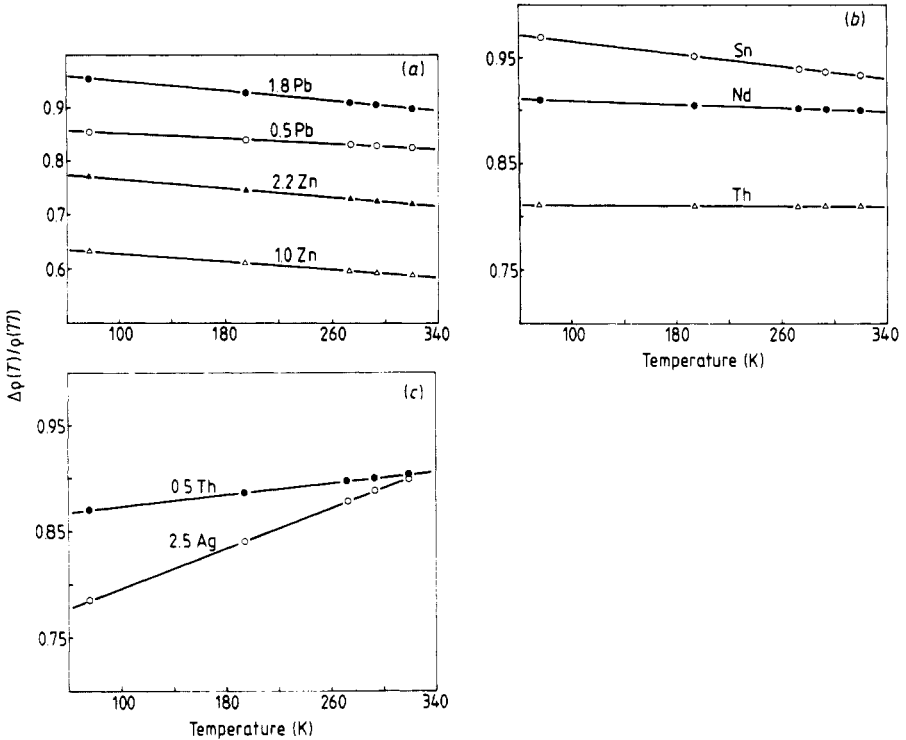 (a)
1.8 Pb
0.9
0.5 Pb
0.8
2.2 Zn
0.7
1.0 Zn
0.6
100 180 260 340
(b)
0.95
Sn
Nd
0.85
Th
0.75
100 180 260 340
Temperature (K)
Δρ(T)/ρ(77)
(c)
0.95
0.5 Th
0.85
2.5 Ag
0.75
100 180 260 340
Temperature (K)